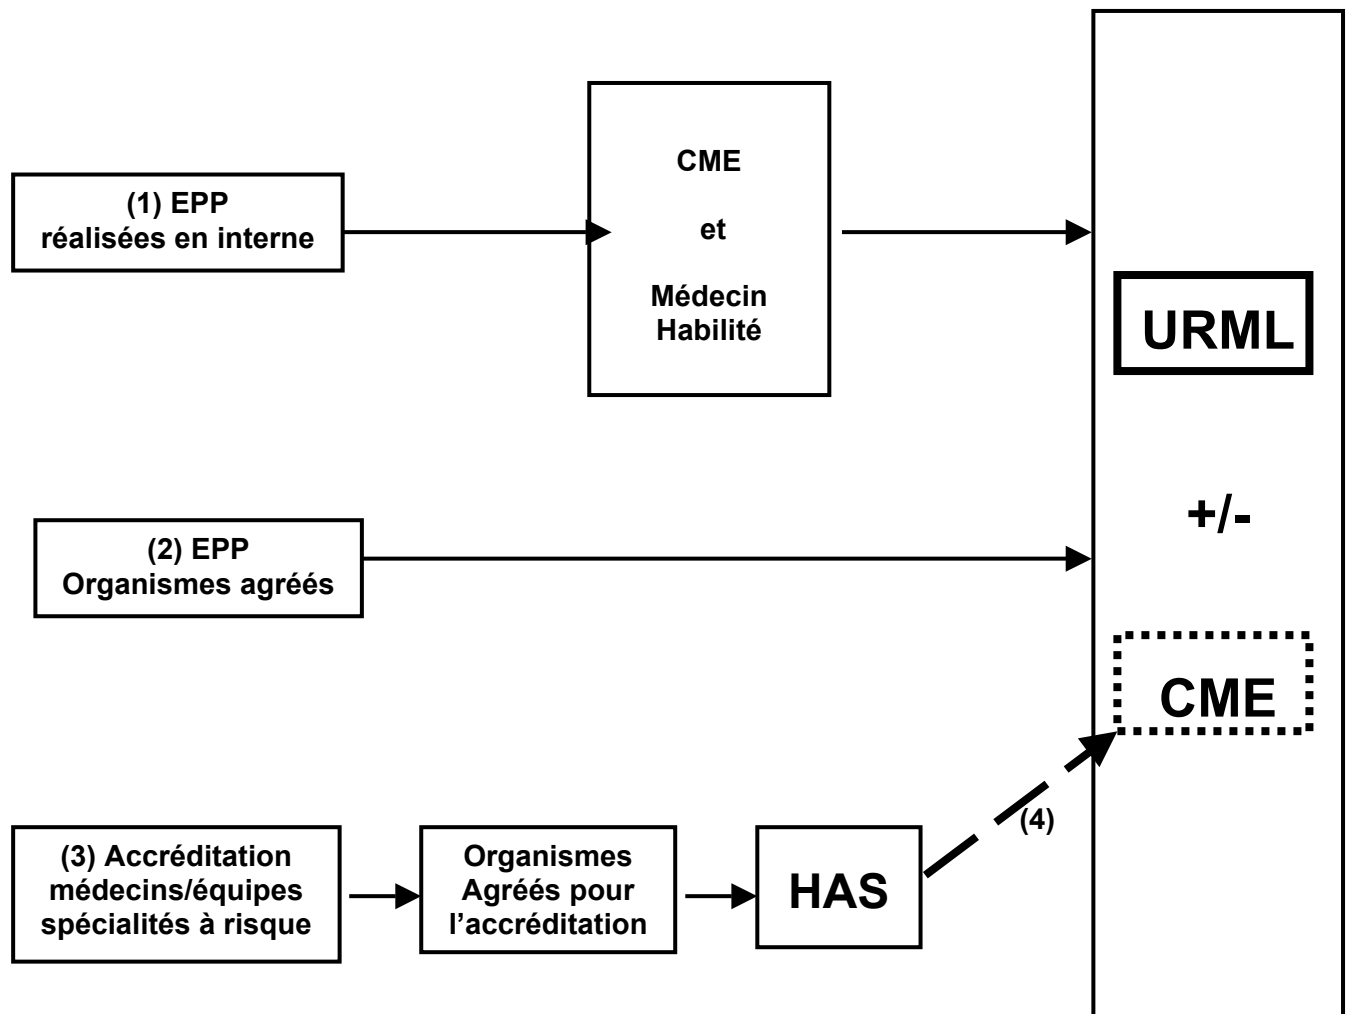 (1) EPP
réalisées en interne
CME
et
Médecin
Habilité
URML
+/-
CME
(2) EPP
Organismes agréés
(3) Accréditation
médecins/équipes
spécialités à risque
Organismes
Agréés pour
l’accréditation
HAS
(4)